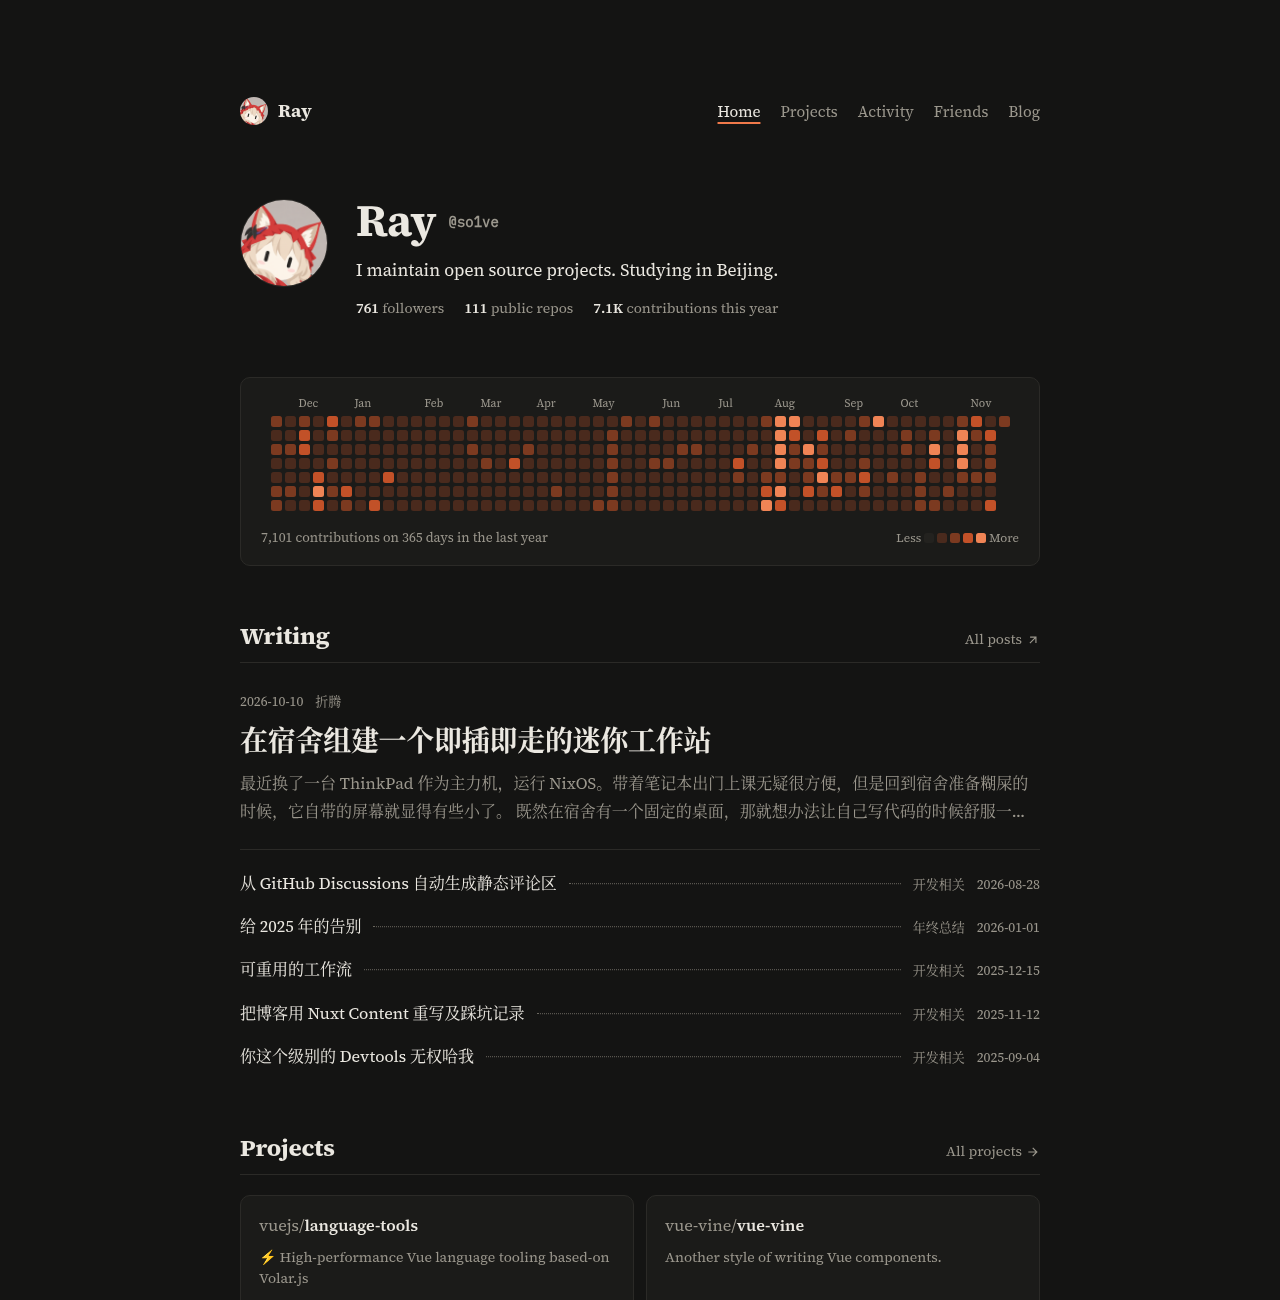 Ray
Home Projects Activity Friends Blog
Ray @so1ve
I maintain open source projects. Studying in Beijing.
761 followers 111 public repos 7.1K contributions this year
Dec Jan Feb Mar Apr May Jun Jul Aug Sep Oct Nov
7,101 contributions on 365 days in the last year
Less More
Writing
All posts ↗
2026-10-10 折腾
在宿舍组建一个即插即走的迷你工作站
最近换了一台 ThinkPad 作为主力机，运行 NixOS。带着笔记本出门上课无疑很方便，但是回到宿舍准备糊屎的
时候，它自带的屏幕就显得有些小了。 既然在宿舍有一个固定的桌面，那就想办法让自己写代码的时候舒服一...
从 GitHub Discussions 自动生成静态评论区 开发相关 2026-08-28
给 2025 年的告别 年终总结 2026-01-01
可重用的工作流 开发相关 2025-12-15
把博客用 Nuxt Content 重写及踩坑记录 开发相关 2025-11-12
你这个级别的 Devtools 无权哈我 开发相关 2025-09-04
Projects
All projects →
vuejs/language-tools
⚡ High-performance Vue language tooling based-on
Volar.js
vue-vine/vue-vine
Another style of writing Vue components.